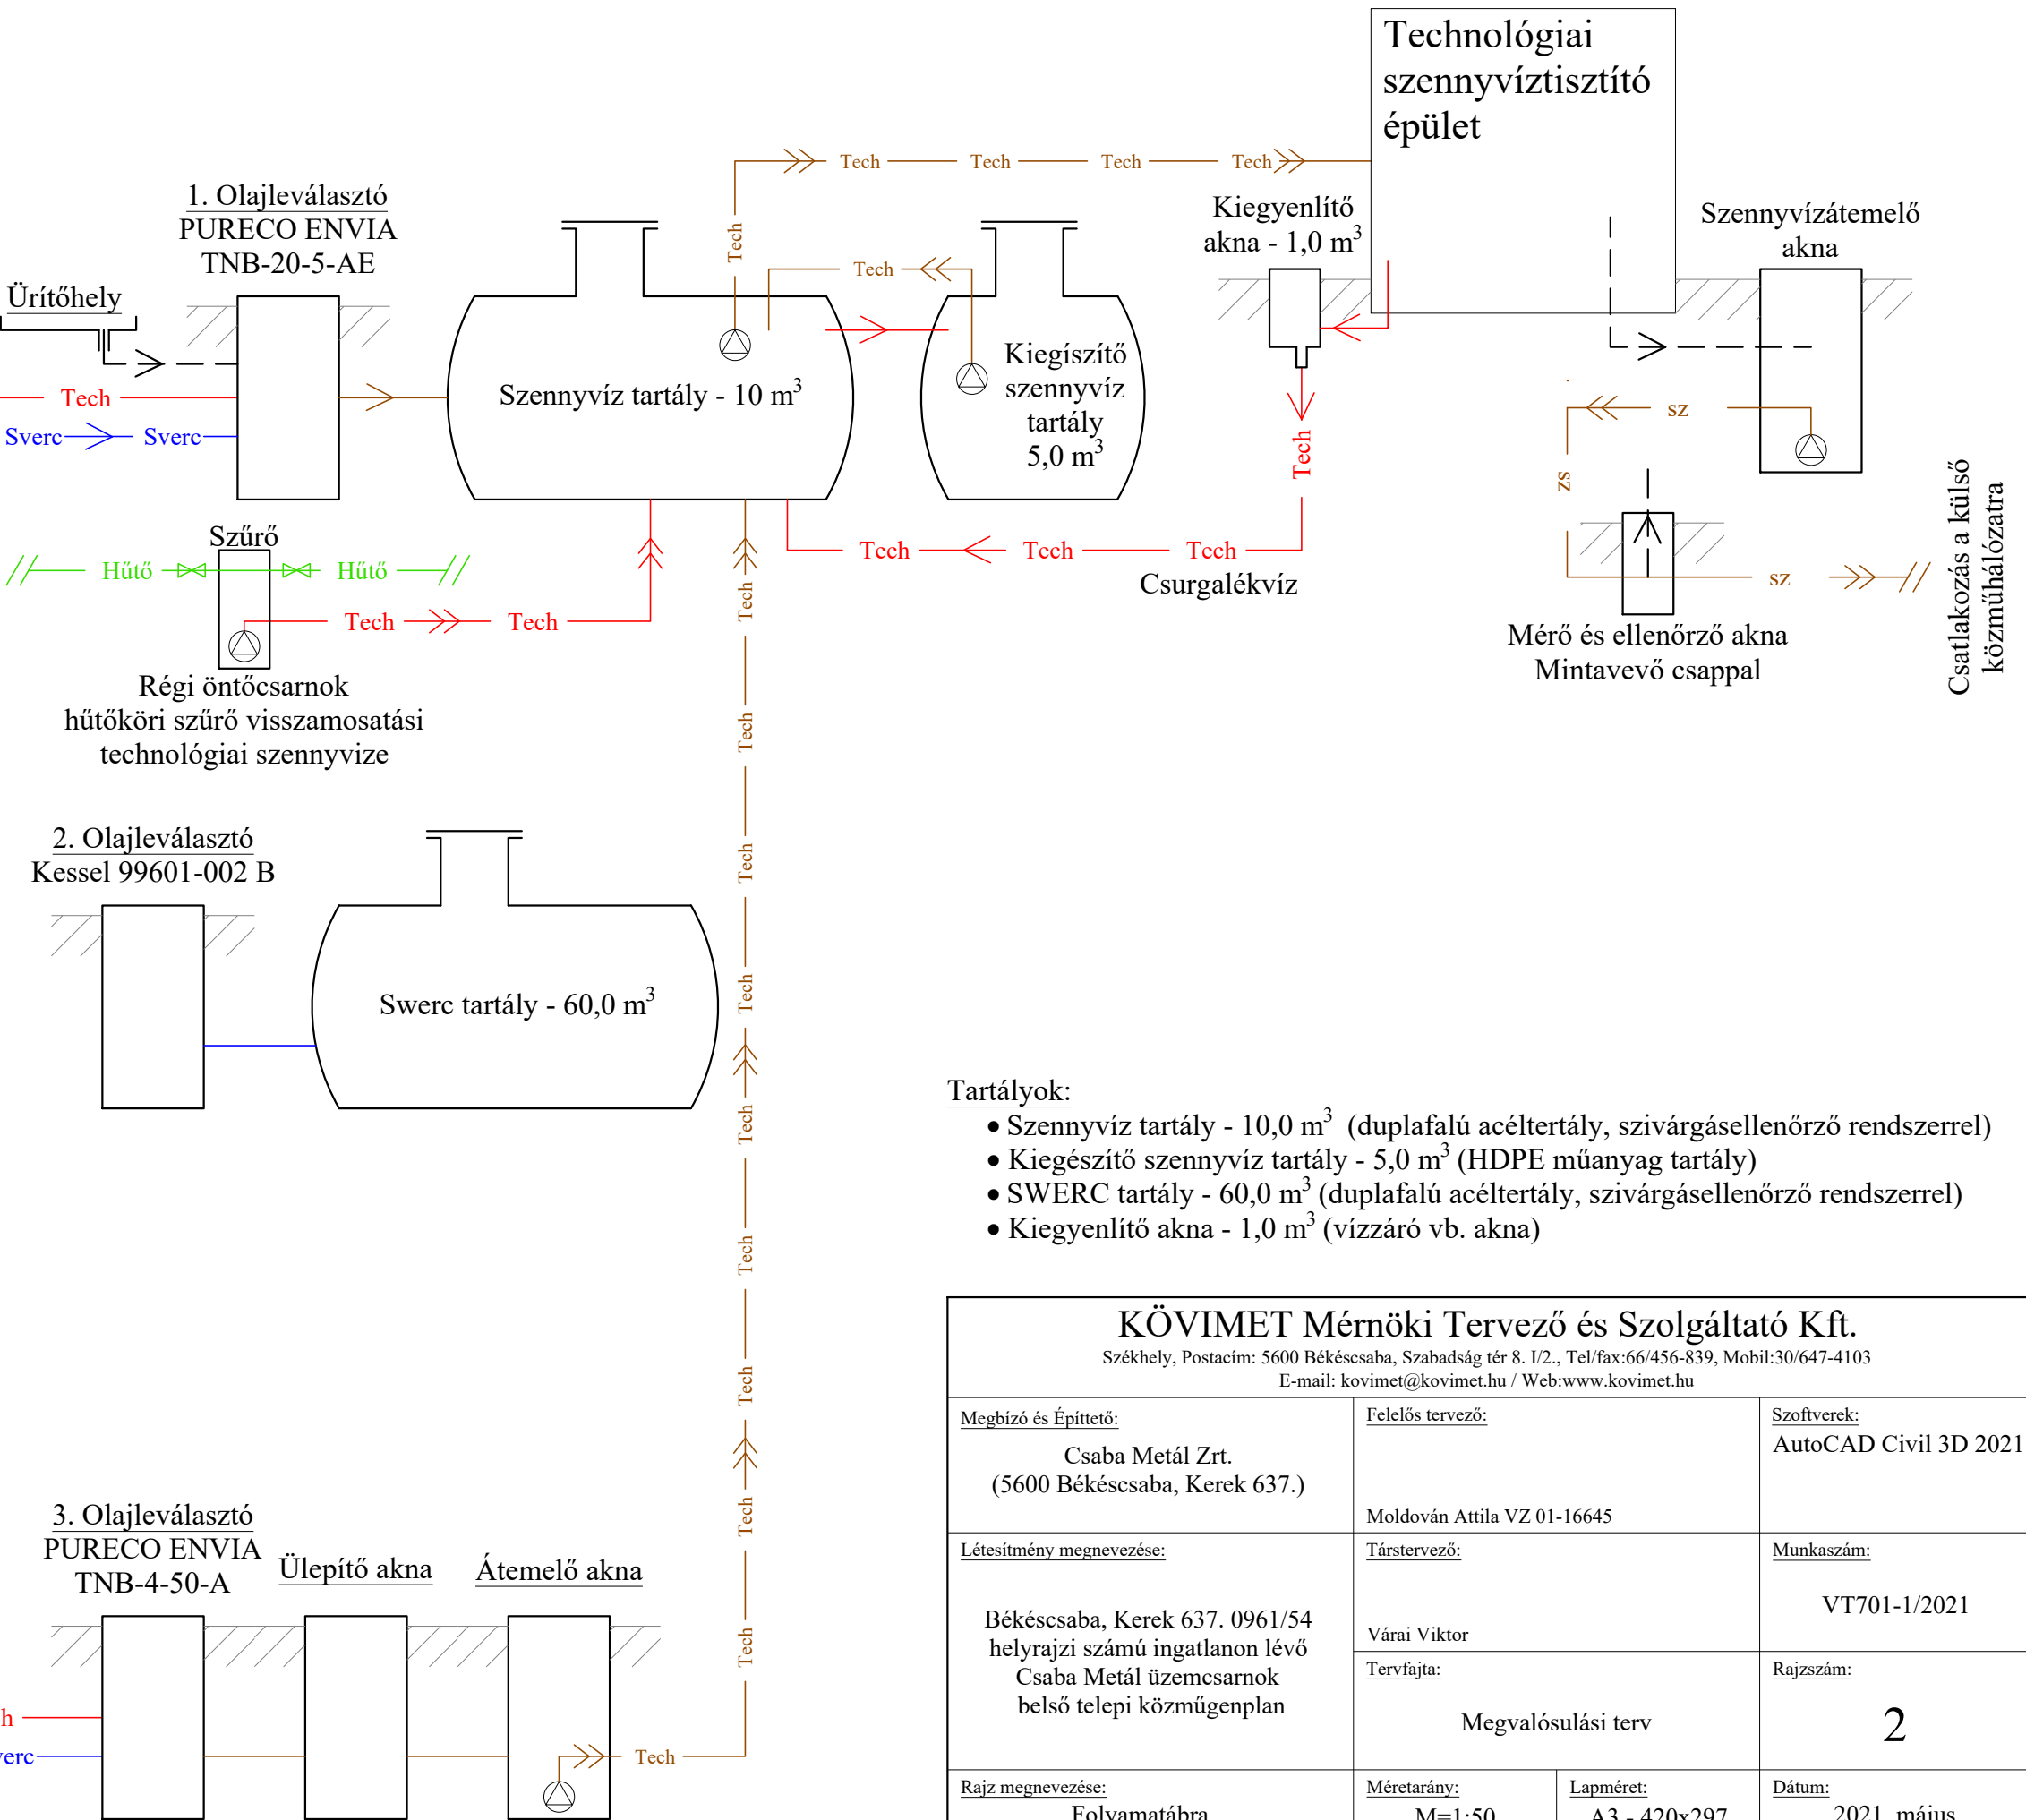 Technológiai
szennyvíztisztító
épület
Tech Tech Tech Tech
1. Olajleválasztó
PURECO ENVIA
TNB-20-5-AE
Kiegyenlítő
akna - 1,0 m³
Szennyvízátemelő
akna
Tech
Tech
Ürítőhely
Tech
Sverc Sverc
Szennyvíz tartály - 10 m³
Kiegíszítő
szennyvíz
tartály
5,0 m³
Tech
sz
sz
sz
Csatlakozás a külső
közműhálózatra
Szűrő
Hűtő Hűtő
Tech Tech
Tech Tech Tech
Csurgalékvíz
Mérő és ellenőrző akna
Mintavevő csappal
Régi öntőcsarnok
hűtőköri szűrő visszamosatási
technológiai szennyvize
Tech
Tech
Tech
Tech
Tech
Tech
Tech
Tech
Tech
2. Olajleválasztó
Kessel 99601-002 B
Swerc tartály - 60,0 m³
Tartályok:
• Szennyvíz tartály - 10,0 m³ (duplafalú acéltertály, szivárgásellenőrző rendszerrel)
• Kiegészítő szennyvíz tartály - 5,0 m³ (HDPE műanyag tartály)
• SWERC tartály - 60,0 m³ (duplafalú acéltertály, szivárgásellenőrző rendszerrel)
• Kiegyenlítő akna - 1,0 m³ (vízzáró vb. akna)
3. Olajleválasztó
PURECO ENVIA
TNB-4-50-A
Ülepítő akna
Átemelő akna
h
verc
Tech
KÖVIMET Mérnöki Tervező és Szolgáltató Kft.
Székhely, Postacím: 5600 Békéscsaba, Szabadság tér 8. I/2., Tel/fax:66/456-839, Mobil:30/647-4103
E-mail: kovimet@kovimet.hu / Web:www.kovimet.hu
Megbízó és Építtető:
Csaba Metál Zrt.
(5600 Békéscsaba, Kerek 637.)
Felelős tervező:
Moldován Attila VZ 01-16645
Szoftverek:
AutoCAD Civil 3D 2021
Létesítmény megnevezése:
Békéscsaba, Kerek 637. 0961/54
helyrajzi számú ingatlanon lévő
Csaba Metál üzemcsarnok
belső telepi közműgenplan
Társtervező:
Várai Viktor
Munkaszám:
VT701-1/2021
Tervfajta:
Megvalósulási terv
Rajzszám:
2
Rajz megnevezése:
Folyamatábra
Méretarány:
M=1:50
Lapméret:
A3 - 420x297
Dátum:
2021. május